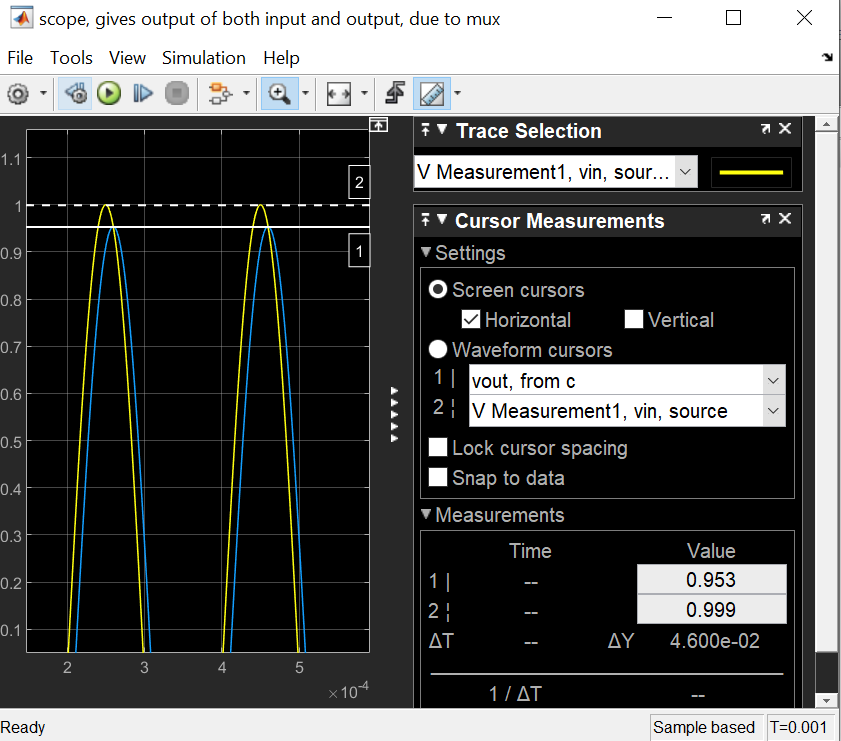 scope, gives output of both input and output, due to mux
File Tools View Simulation Help
1.1
1
0.9
0.8
0.7
0.6
0.5
0.4
0.3
0.2
0.1
2
1
2 3 4 5
×10-4
Trace Selection
V Measurement1, vin, sour...
Cursor Measurements
Settings
Screen cursors
Horizontal Vertical
Waveform cursors
1 | vout, from c
2 ¦ V Measurement1, vin, source
Lock cursor spacing
Snap to data
Measurements
Time Value
1 | -- 0.953
2 ¦ -- 0.999
ΔT -- ΔY 4.600e-02
1 / ΔT --
Ready Sample based T=0.001